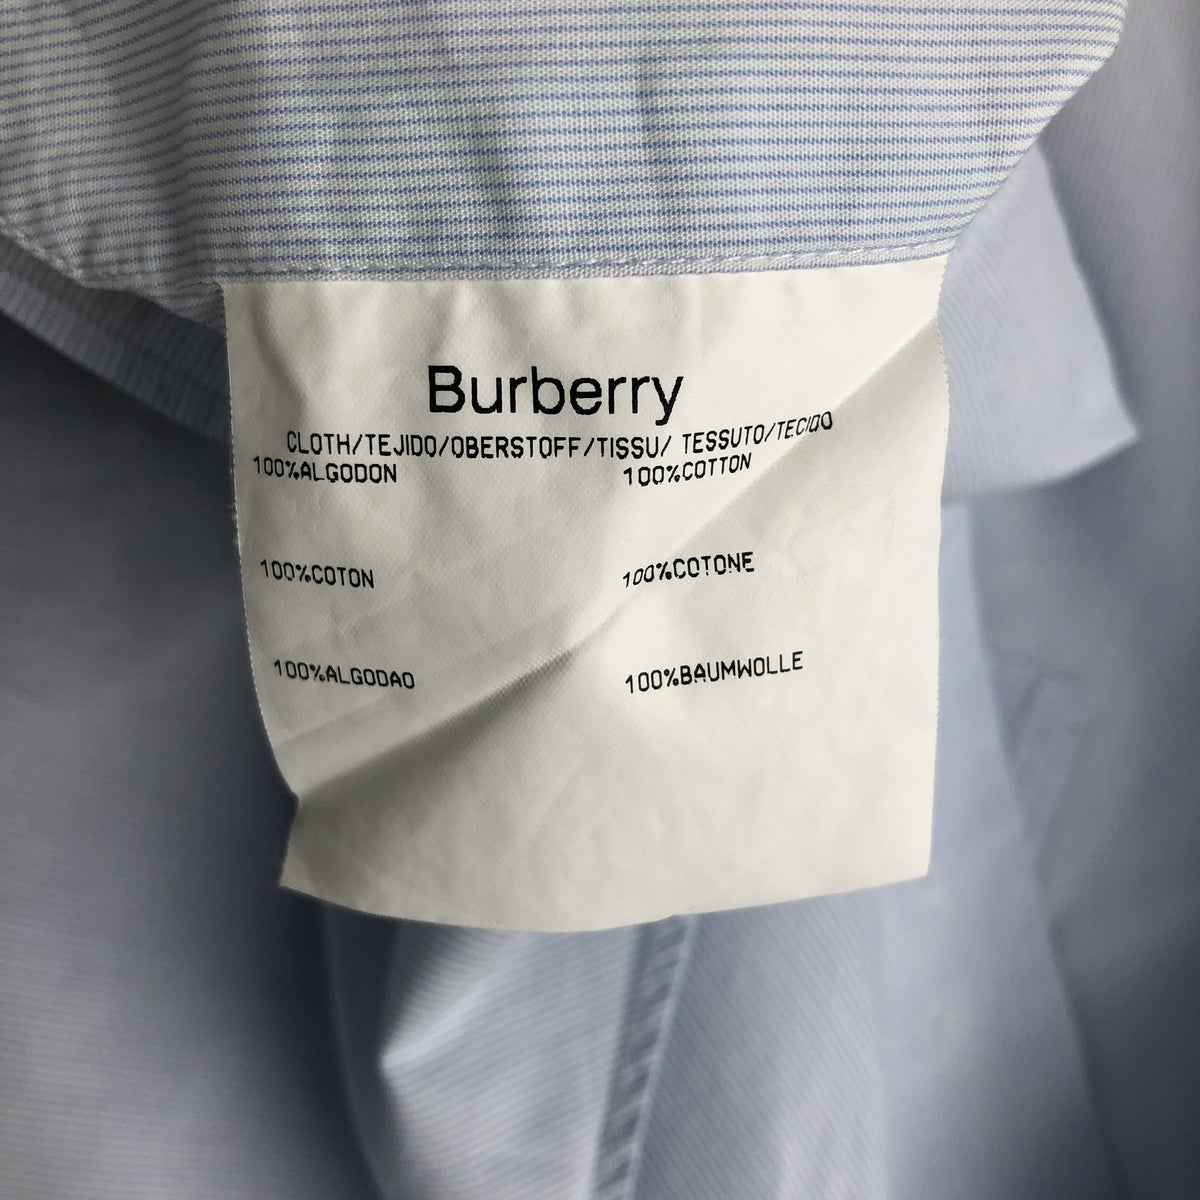 Burberry
CLOTH/TEJIDO/OBERSTOFF/TISSU/ TESSUTO/TECIDO
100%ALGODON 100%COTTON
100%COTON 100%COTONE
100%ALGODAO 100%BAUMWOLLE